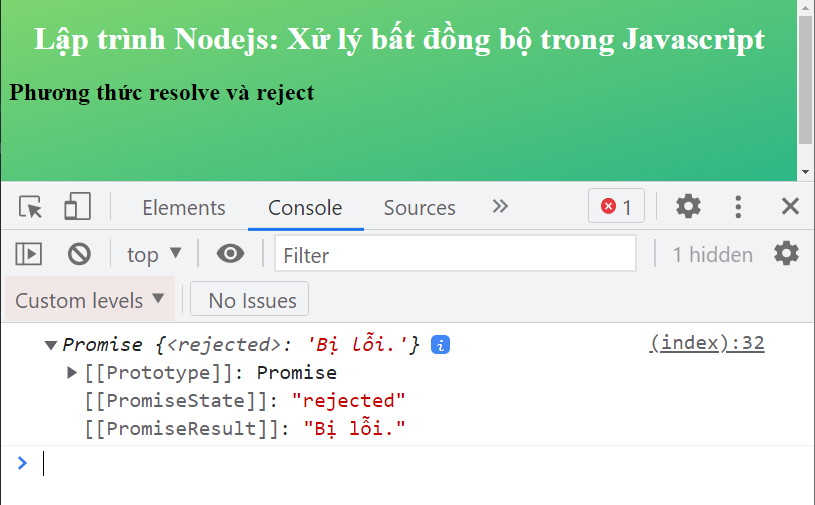 Lập trình Nodejs: Xử lý bất đồng bộ trong Javascript
Phương thức resolve và reject
Elements Console Sources » 1
top ▼ Filter 1 hidden
Custom levels ▼ No Issues
▼Promise {<rejected>: 'Bị lỗi.'} i (index):32
▶[[Prototype]]: Promise
[[PromiseState]]: "rejected"
[[PromiseResult]]: "Bị lỗi."
>